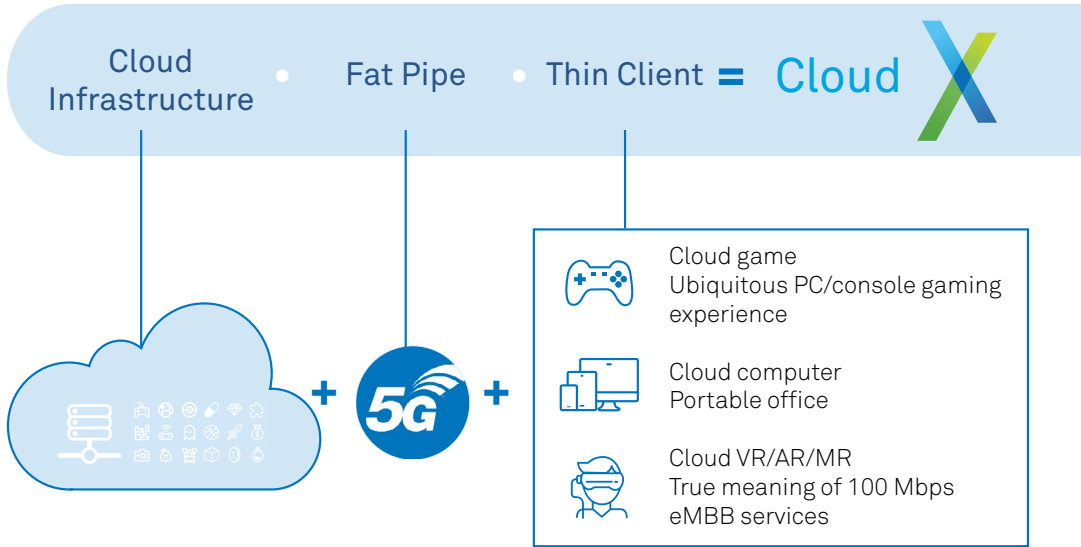 Cloud
Infrastructure
Fat Pipe
Thin Client = Cloud X
+ 5G +
Cloud game
Ubiquitous PC/console gaming
experience
Cloud computer
Portable office
Cloud VR/AR/MR
True meaning of 100 Mbps
eMBB services